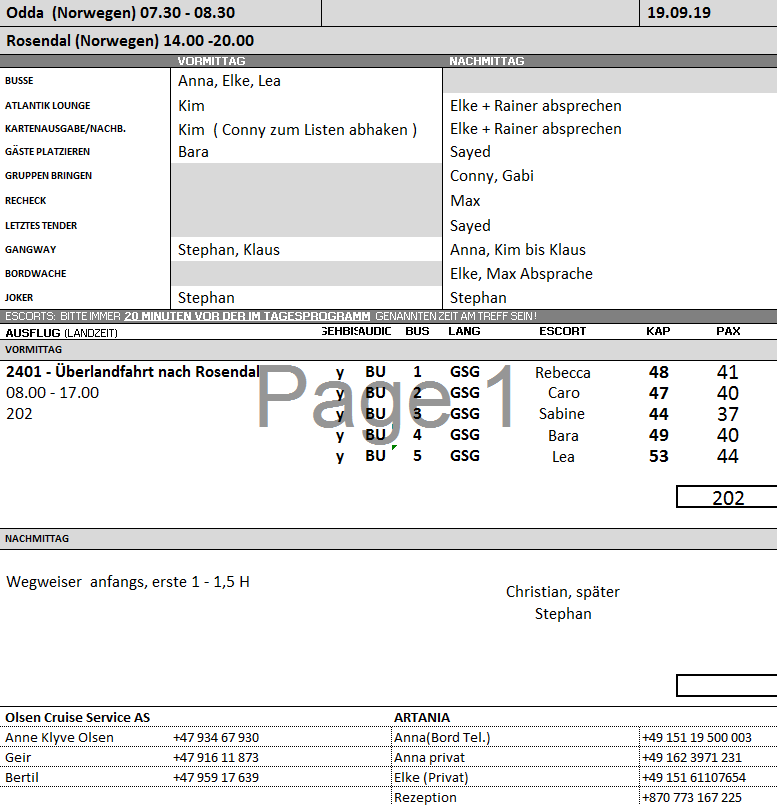 Odda (Norwegen) 07.30 - 08.30 19.09.19
Rosendal (Norwegen) 14.00 -20.00
VORMITTAG NACHMITTAG
BUSSE Anna, Elke, Lea
ATLANTIK LOUNGE Kim Elke + Rainer absprechen
KARTENAUSGABE/NACHB. Kim ( Conny zum Listen abhaken ) Elke + Rainer absprechen
GÄSTE PLATZIEREN Bara Sayed
GRUPPEN BRINGEN Conny, Gabi
RECHECK Max
LETZTES TENDER Sayed
GANGWAY Stephan, Klaus Anna, Kim bis Klaus
BORDWACHE Elke, Max Absprache
JOKER Stephan Stephan
ESCORTS: BITTE IMMER 20 MINUTEN VOR DER IM TAGESPROGRAMM GENANNTEN ZEIT AM TREFF SEIN!
AUSFLUG (LANDZEIT) GEHBIS AUDIO BUS LANG ESCORT KAP PAX
VORMITTAG
2401 - Überlandfahrt nach Rosendal y BU 1 GSG Rebecca 48 41
08.00 - 17.00 y BU 2 GSG Caro 47 40
202 y BU 3 GSG Sabine 44 37
y BU 4 GSG Bara 49 40
y BU 5 GSG Lea 53 44
Page 1
202
NACHMITTAG
Wegweiser anfangs, erste 1 - 1,5 H Christian, später
Stephan
Olsen Cruise Service AS ARTANIA
Anne Klyve Olsen +47 934 67 930 Anna(Bord Tel.) +49 151 19 500 003
Geir +47 916 11 873 Anna privat +49 162 3971 231
Bertil +47 959 17 639 Elke (Privat) +49 151 61107654
Rezeption +870 773 167 225